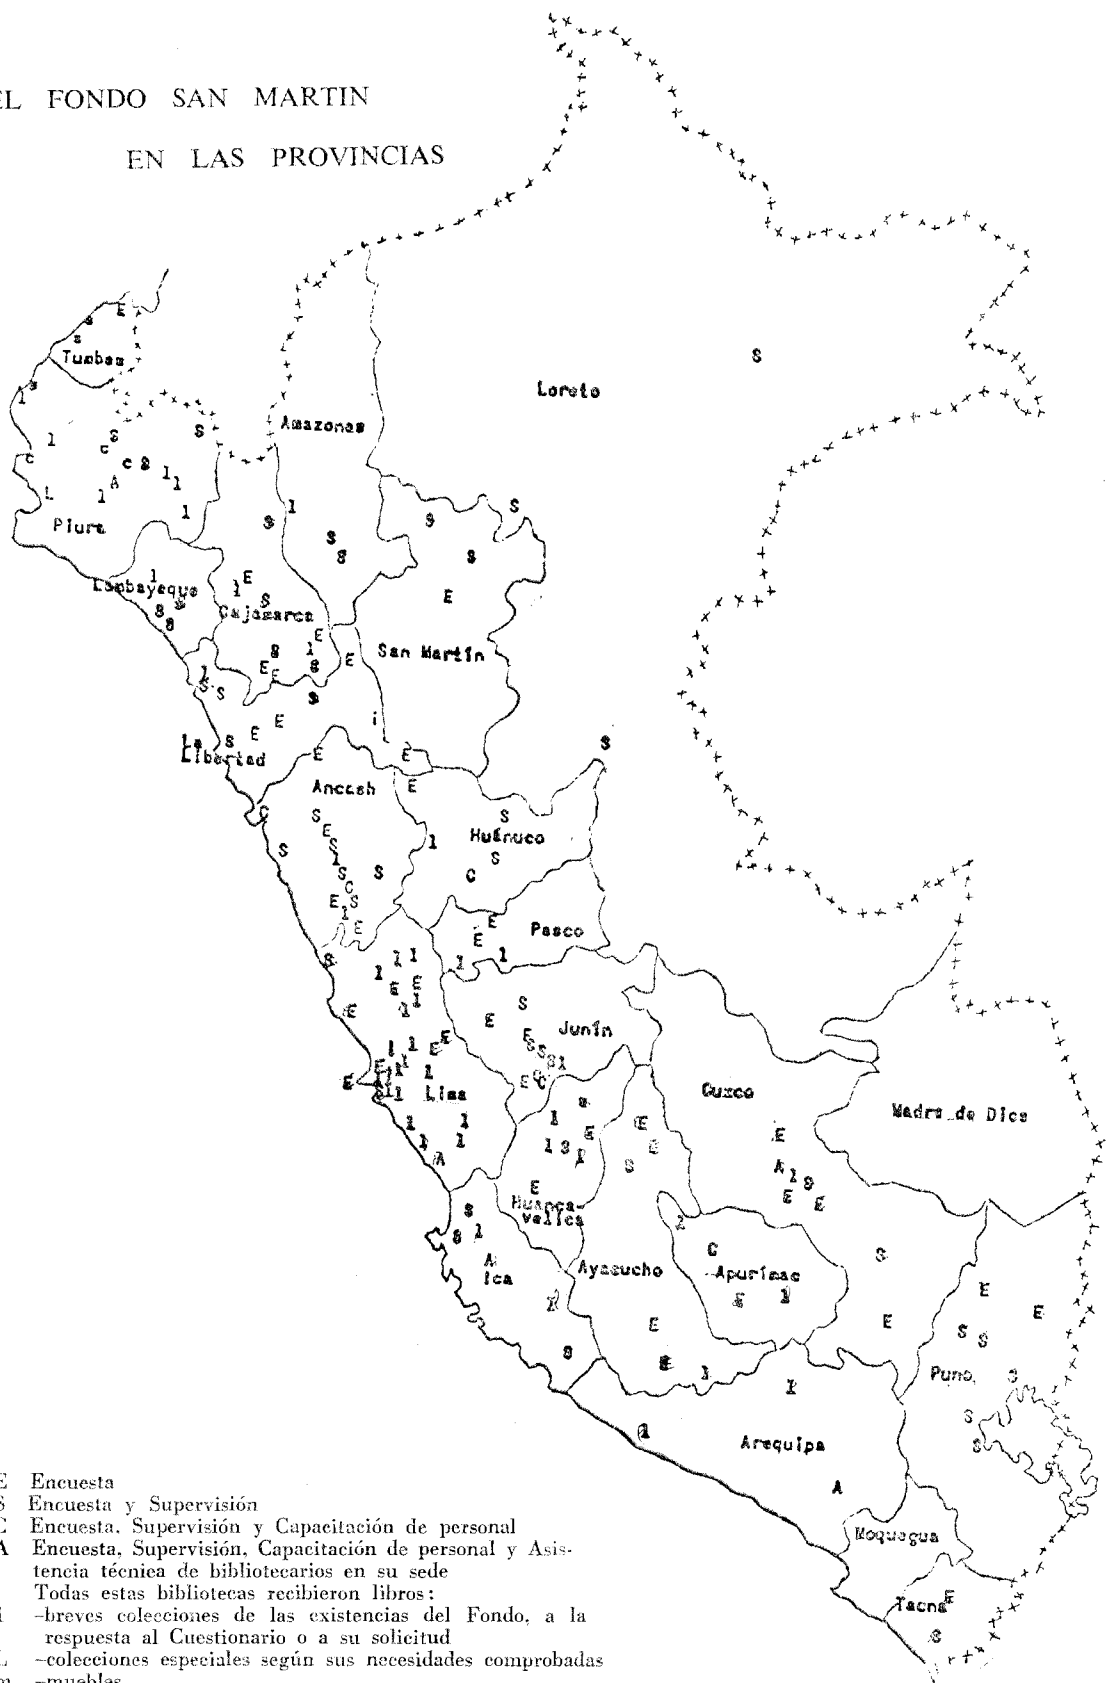 EL FONDO SAN MARTIN
EN LAS PROVINCIAS
Tumbes
Loreto
Amazonas
Piura
Lambayeque
Cajamarca
San Martín
La
Libertad
Ancash
Huánuco
Pasco
Junín
Lima
Cuzco
Madre de Dios
Huanca-
velica
Ica
Ayacucho
Apurímac
Puno
Arequipa
Moquegua
Tacna
E Encuesta
S Encuesta y Supervisión
C Encuesta, Supervisión y Capacitación de personal
A Encuesta, Supervisión, Capacitación de personal y Asis-
tencia técnica de bibliotecarios en su sede
Todas estas bibliotecas recibieron libros:
l –breves colecciones de las existencias del Fondo, a la
respuesta al Cuestionario o a su solicitud
L –colecciones especiales según sus necesidades comprobadas
m –muebles